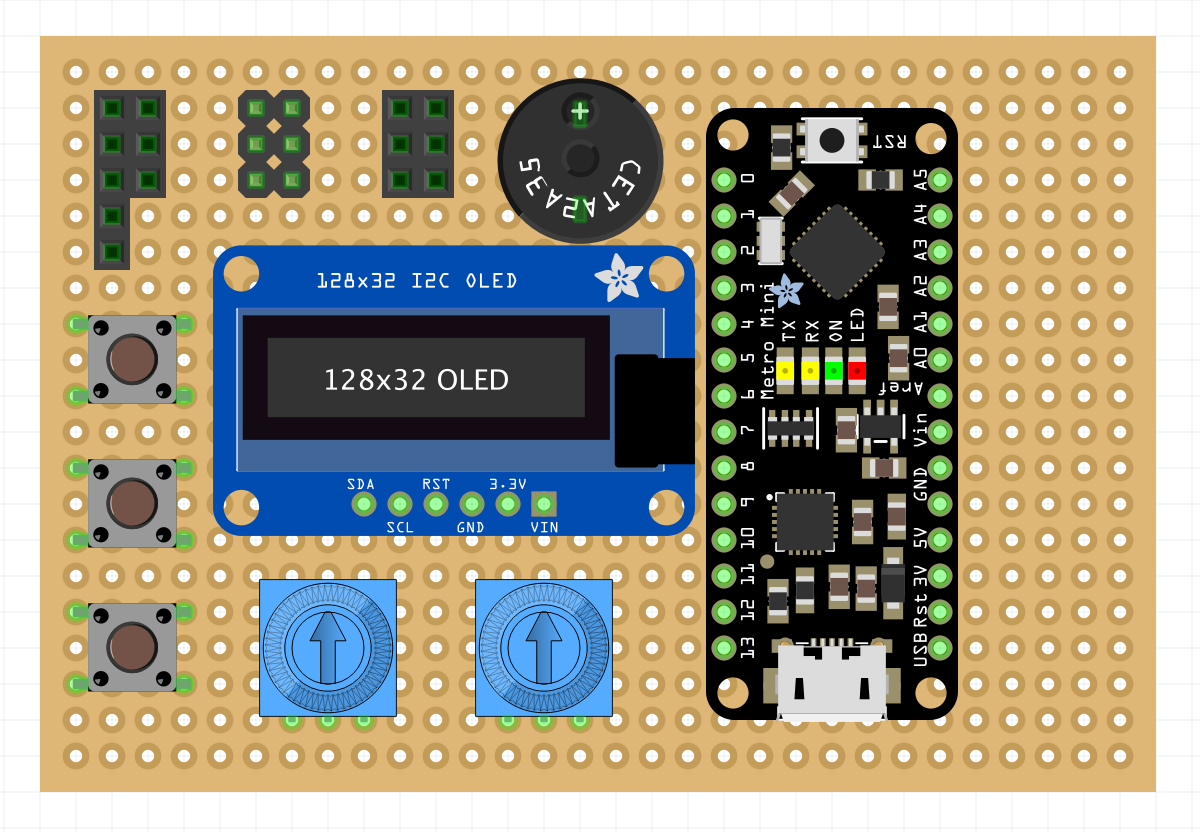 +
CETA2A35
128x32 I2C OLED
128x32 OLED
SDA
RST
3.3V
SCL
GND
VIN
TSR
0
1
2
3
4
5
6
7
8
9
10
11
12
13
Metro Mini
TX
RX
ON
LED
A5
A4
A3
A2
A1
A0
Aref
Vin
GND
5V
3V
Rst
USB